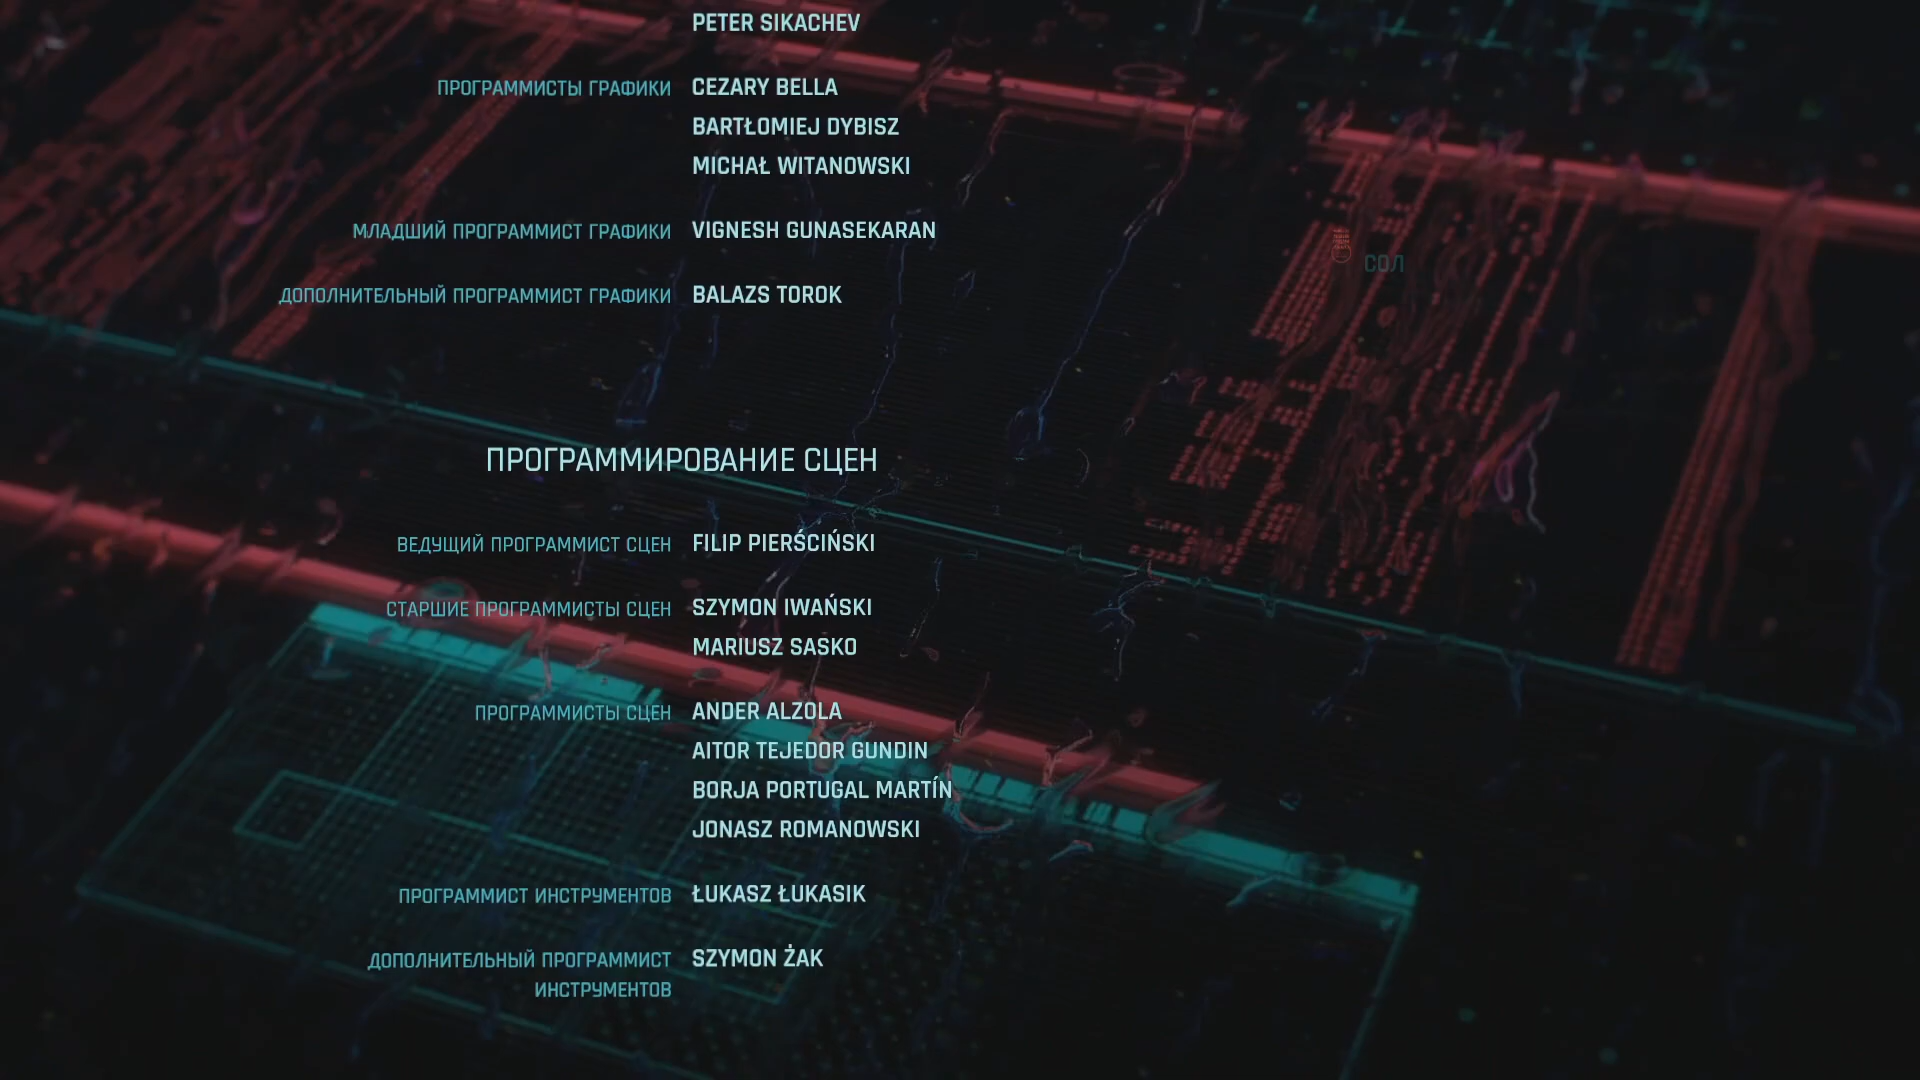 PETER SIKACHEV
ПРОГРАММИСТЫ ГРАФИКИ CEZARY BELLA
BARTŁOMIEJ DYBISZ
MICHAŁ WITANOWSKI
МЛАДШИЙ ПРОГРАММИСТ ГРАФИКИ VIGNESH GUNASEKARAN
СОЛ
ДОПОЛНИТЕЛЬНЫЙ ПРОГРАММИСТ ГРАФИКИ BALAZS TOROK
ПРОГРАММИРОВАНИЕ СЦЕН
ВЕДУЩИЙ ПРОГРАММИСТ СЦЕН FILIP PIERŚCIŃSKI
СТАРШИЕ ПРОГРАММИСТЫ СЦЕН SZYMON IWAŃSKI
MARIUSZ SASKO
ПРОГРАММИСТЫ СЦЕН ANDER ALZOLA
AITOR TEJEDOR GUNDIN
BORJA PORTUGAL MARTÍN
JONASZ ROMANOWSKI
ПРОГРАММИСТ ИНСТРУМЕНТОВ ŁUKASZ ŁUKASIK
ДОПОЛНИТЕЛЬНЫЙ ПРОГРАММИСТ SZYMON ŻAK
ИНСТРУМЕНТОВ